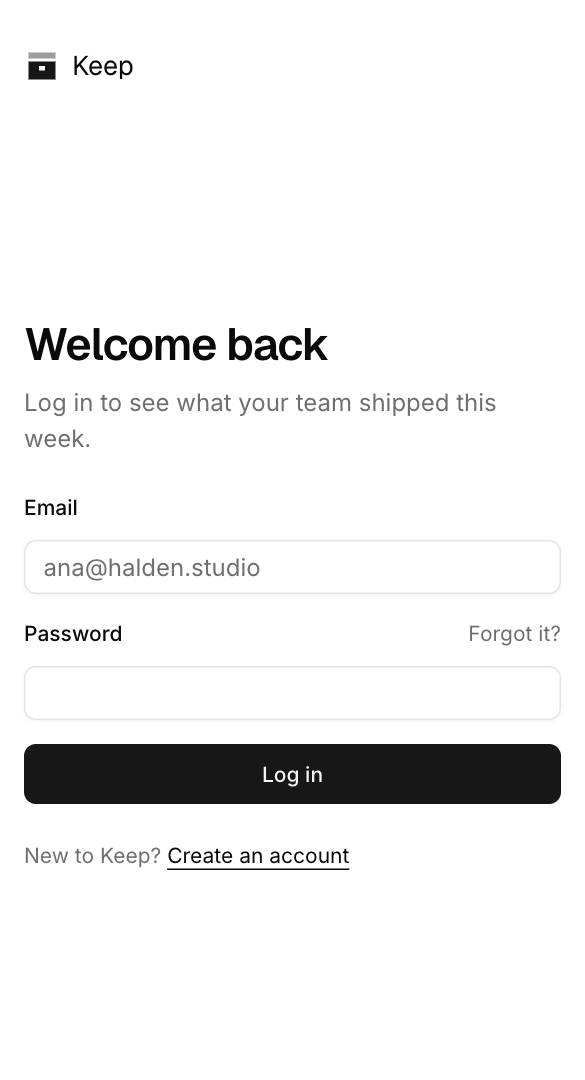 Keep
Welcome back
Log in to see what your team shipped this
week.
Email
ana@halden.studio
Password
Forgot it?
Log in
New to Keep? Create an account